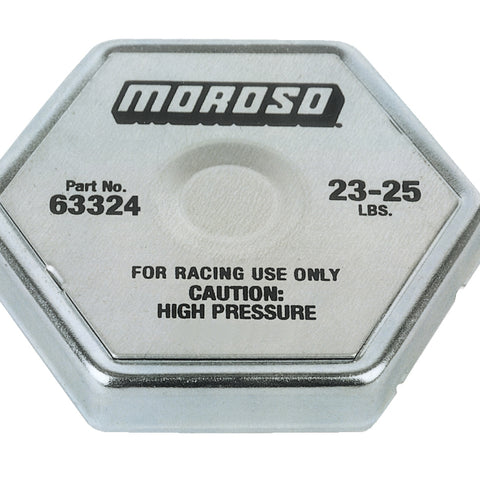 MOROSO
Part No.
63324
23-25
LBS.
FOR RACING USE ONLY
CAUTION:
HIGH PRESSURE